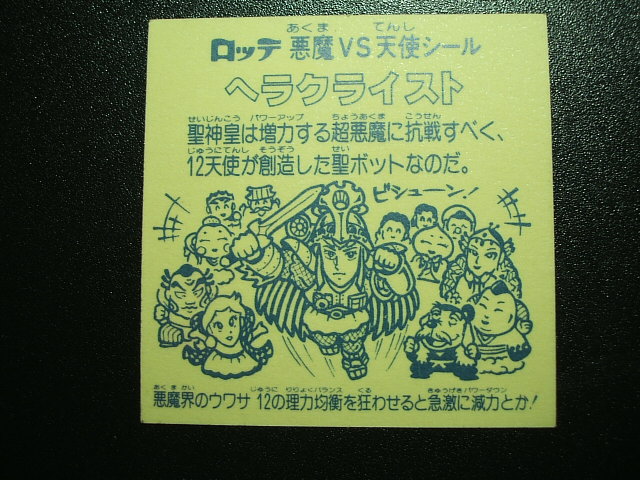 ロッテ 悪魔VS天使シール
ヘラクライスト
聖神皇は増力する超悪魔に抗戦すべく、
12天使が創造した聖ボットなのだ。
ビシューン!
悪魔界のウワサ 12の理力均衡を狂わせると急激に減力とか!